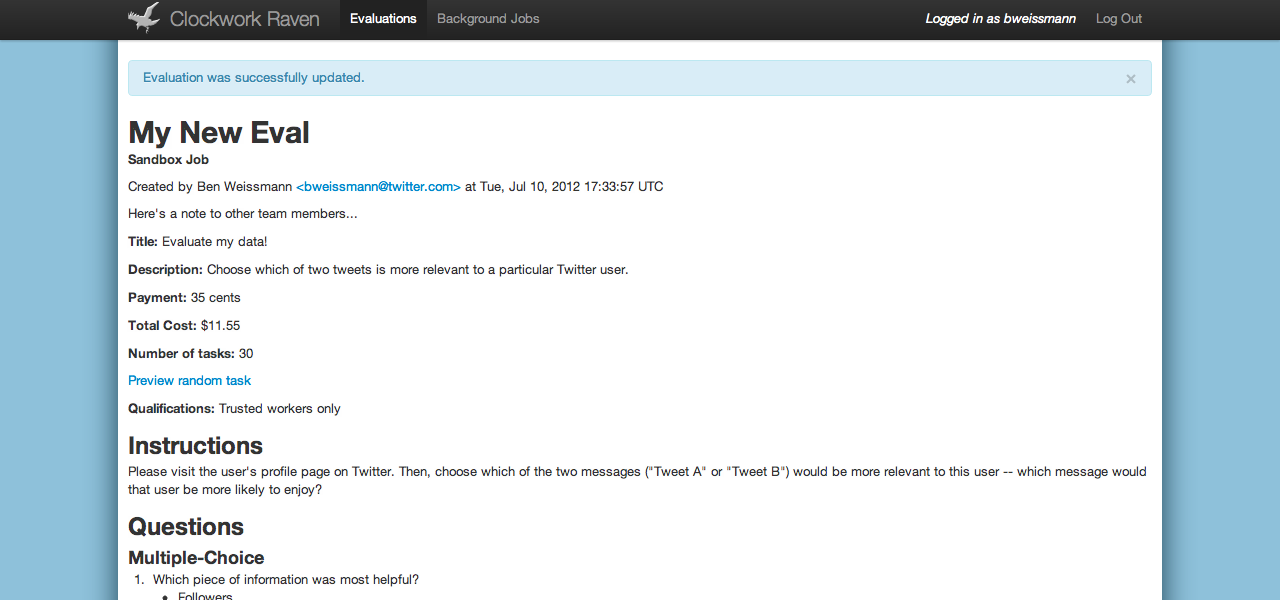 Clockwork Raven Evaluations Background Jobs Logged in as bweissmann Log Out
Evaluation was successfully updated. ×
My New Eval
Sandbox Job
Created by Ben Weissmann <bweissmann@twitter.com> at Tue, Jul 10, 2012 17:33:57 UTC
Here's a note to other team members...
Title: Evaluate my data!
Description: Choose which of two tweets is more relevant to a particular Twitter user.
Payment: 35 cents
Total Cost: $11.55
Number of tasks: 30
Preview random task
Qualifications: Trusted workers only
Instructions
Please visit the user's profile page on Twitter. Then, choose which of the two messages ("Tweet A" or "Tweet B") would be more relevant to this user -- which message would
that user be more likely to enjoy?
Questions
Multiple-Choice
1. Which piece of information was most helpful?
• Followers